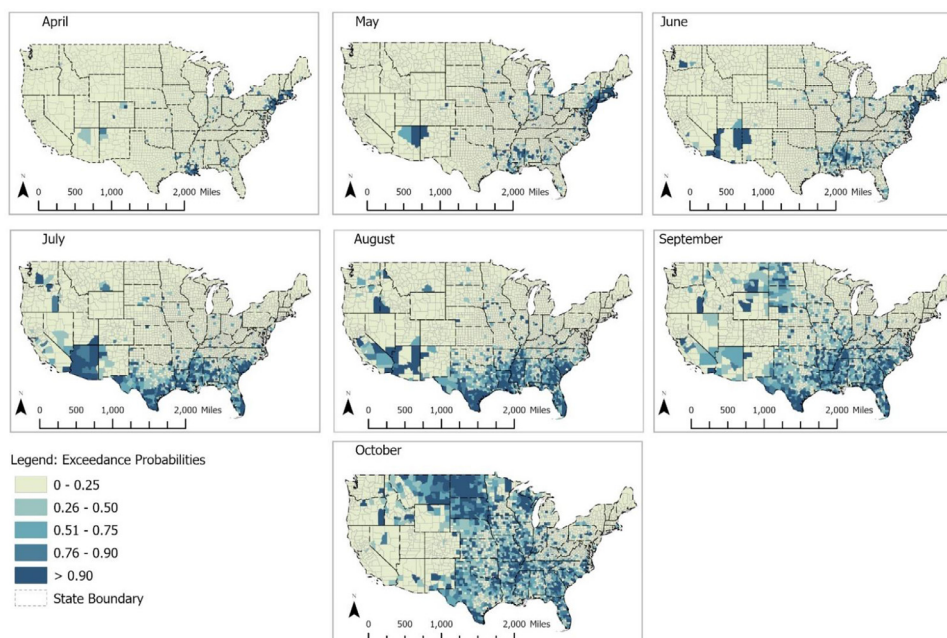 April
May
June
N
0 500 1,000 2,000 Miles
N
0 500 1,000 2,000 Miles
N
0 500 1,000 2,000 Miles
July
August
September
N
0 500 1,000 2,000 Miles
N
0 500 1,000 2,000 Miles
N
0 500 1,000 2,000 Miles
Legend: Exceedance Probabilities
0 - 0.25
0.26 - 0.50
0.51 - 0.75
0.76 - 0.90
> 0.90
State Boundary
October
N
0 500 1,000 2,000 Miles